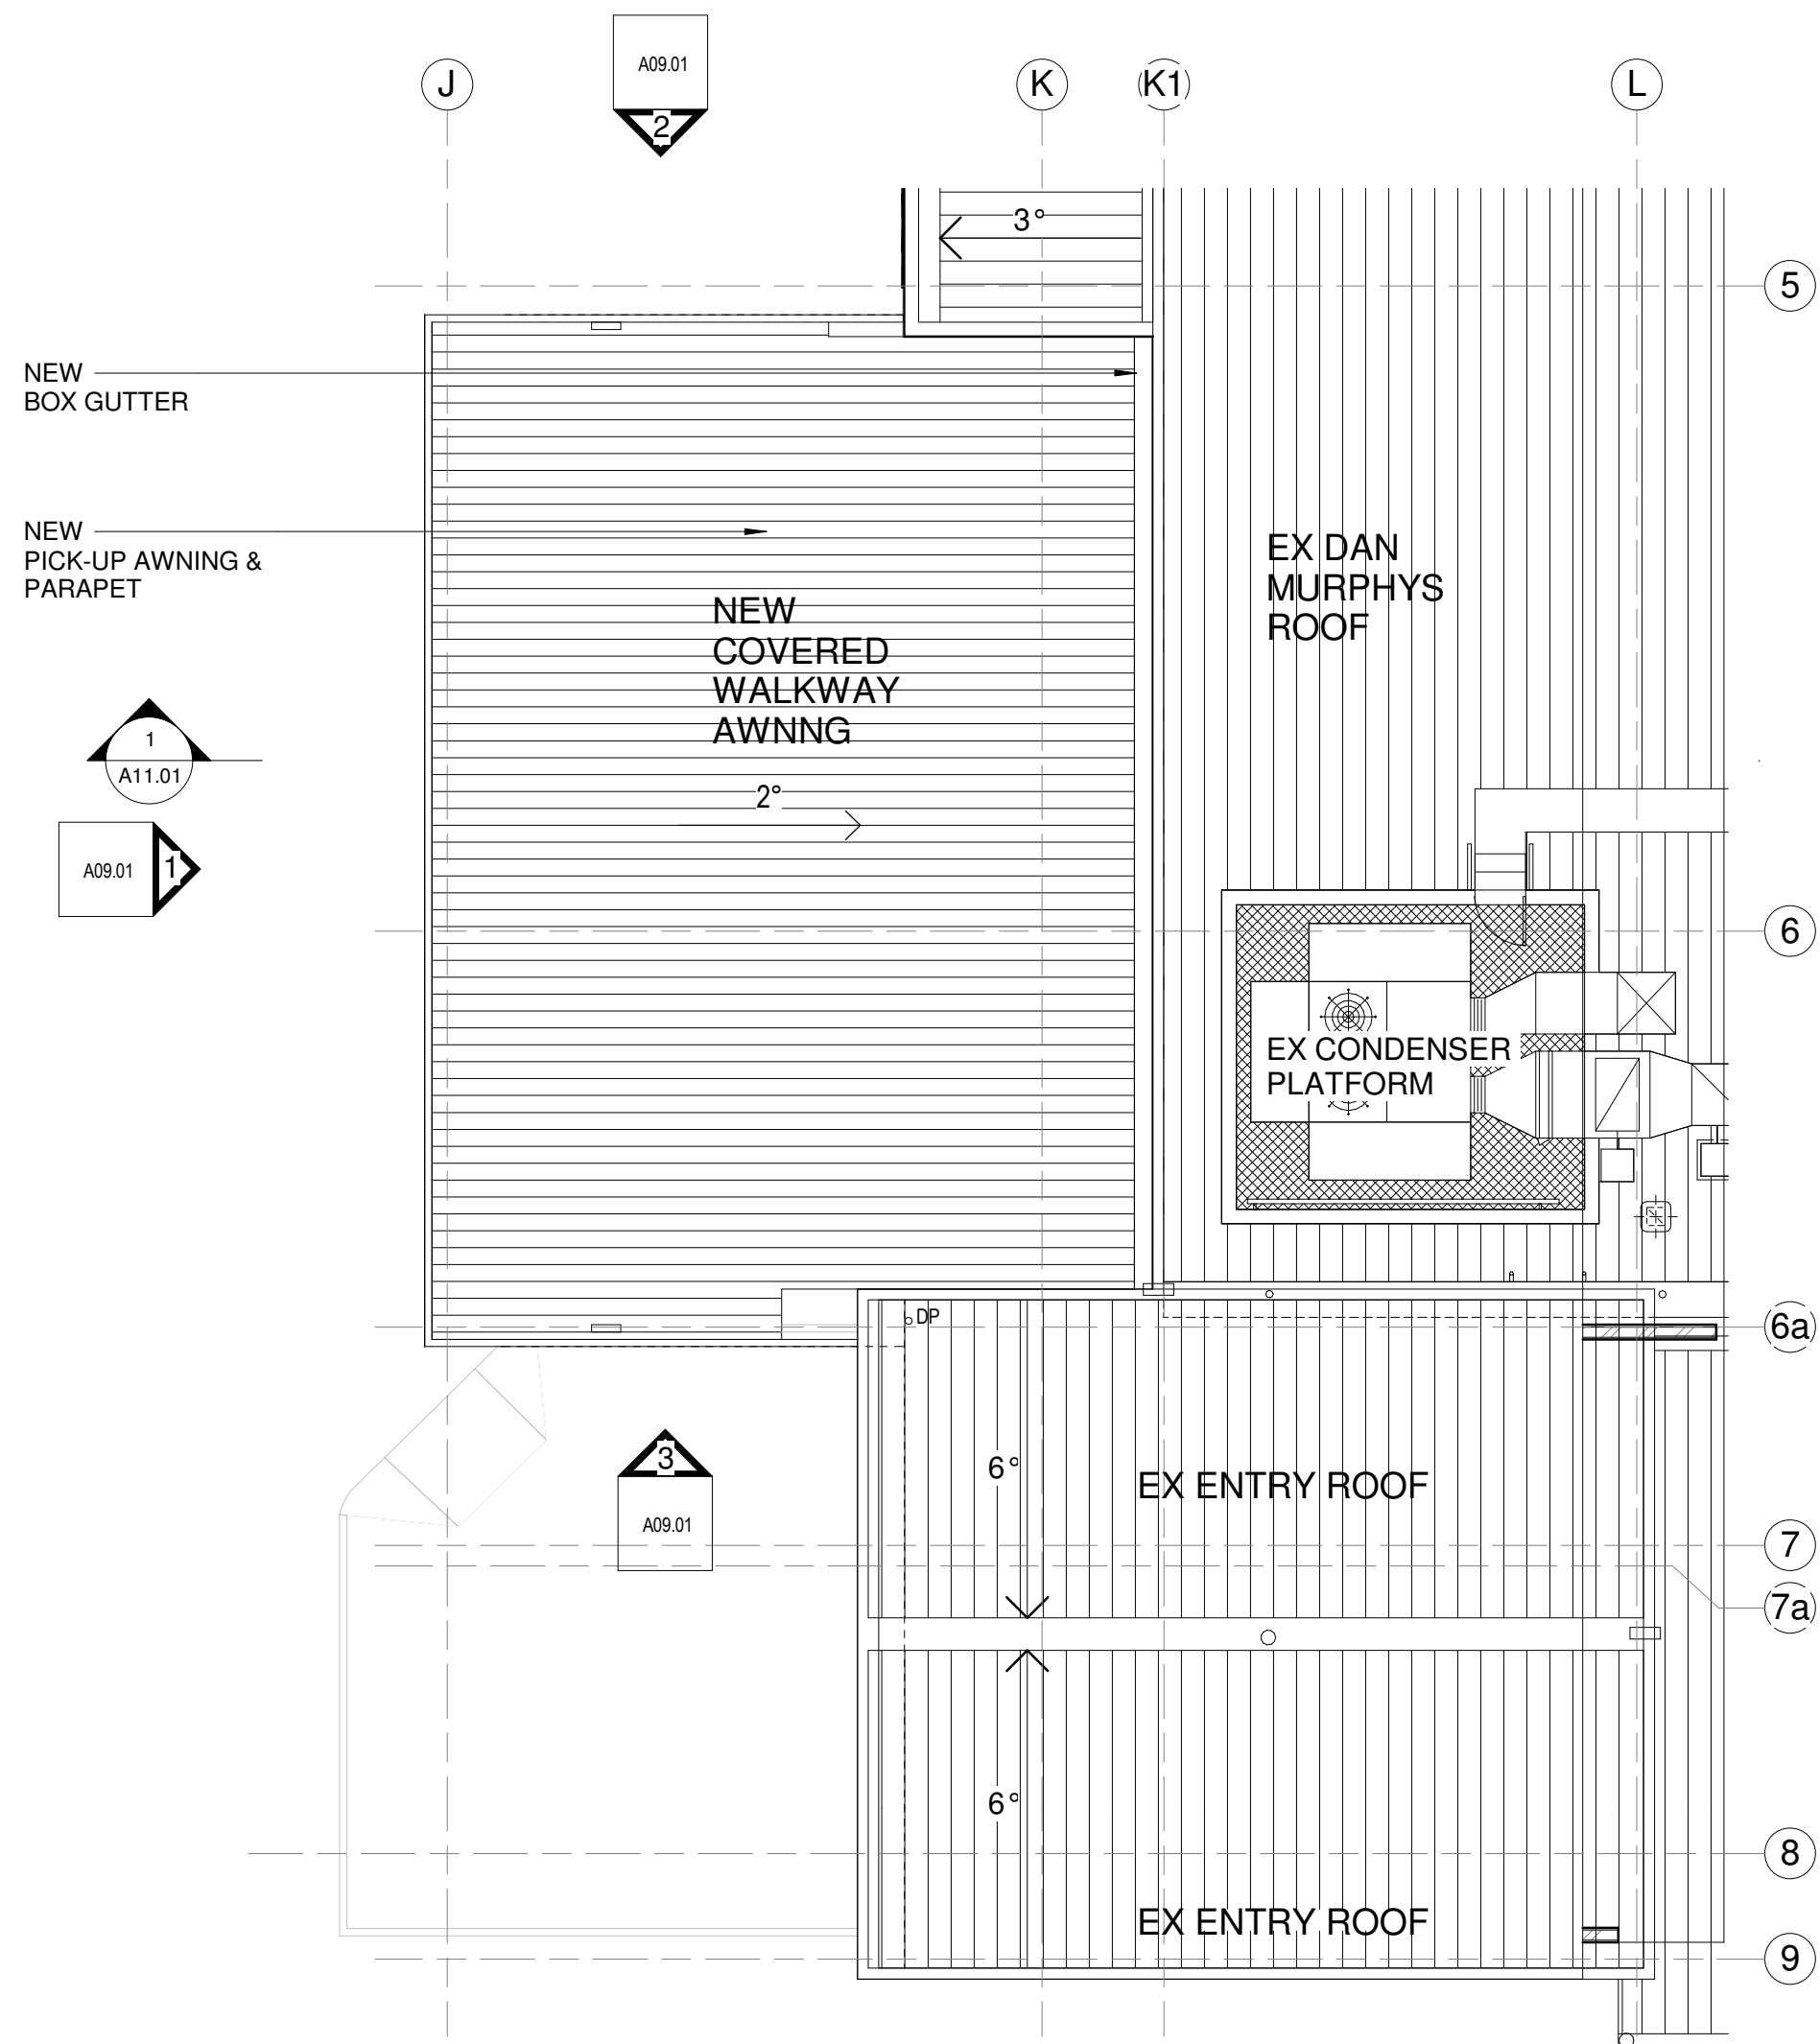 A09.01
2
J
K
K1
L
3°
5
NEW
BOX GUTTER
NEW
PICK-UP AWNING &
PARAPET
EX DAN
MURPHYS
ROOF
NEW
COVERED
WALKWAY
AWNNG
1
A11.01
2°
A09.01
1
6
EX CONDENSER
PLATFORM
DP
6a
3
A09.01
6°
EX ENTRY ROOF
7
7a
6°
8
EX ENTRY ROOF
9